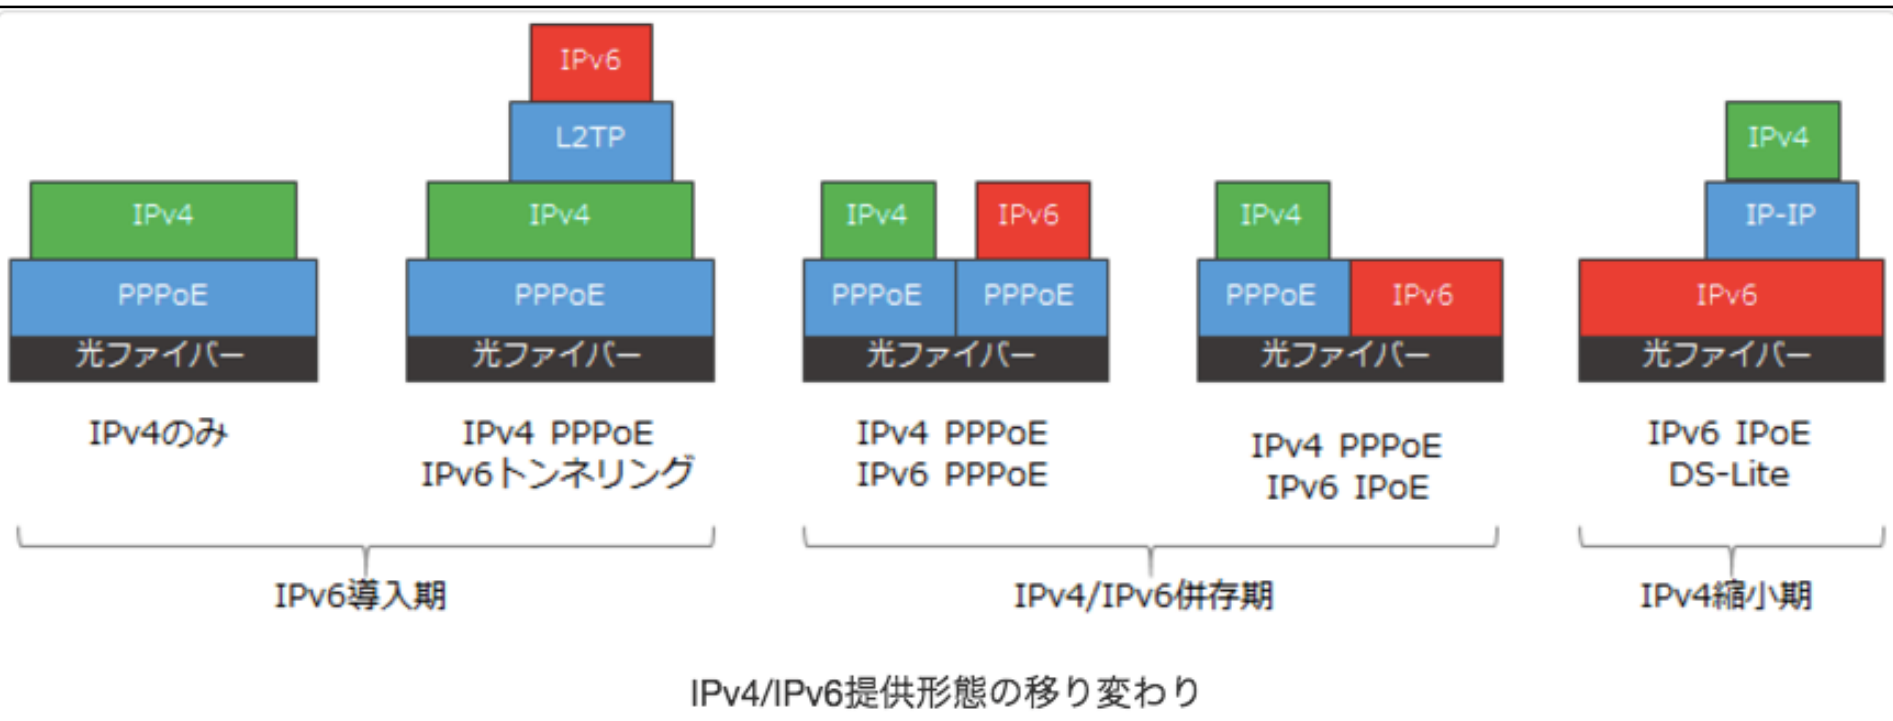 IPv4
PPPoE
光ファイバー
IPv4のみ
IPv6
L2TP
IPv4
PPPoE
光ファイバー
IPv4 PPPoE
IPv6トンネリング
IPv6導入期
IPv4
IPv6
PPPoE
PPPoE
光ファイバー
IPv4 PPPoE
IPv6 PPPoE
IPv4
PPPoE
IPv6
光ファイバー
IPv4 PPPoE
IPv6 IPoE
IPv4/IPv6併存期
IPv4
IP-IP
IPv6
光ファイバー
IPv6 IPoE
DS-Lite
IPv4縮小期
IPv4/IPv6提供形態の移り変わり